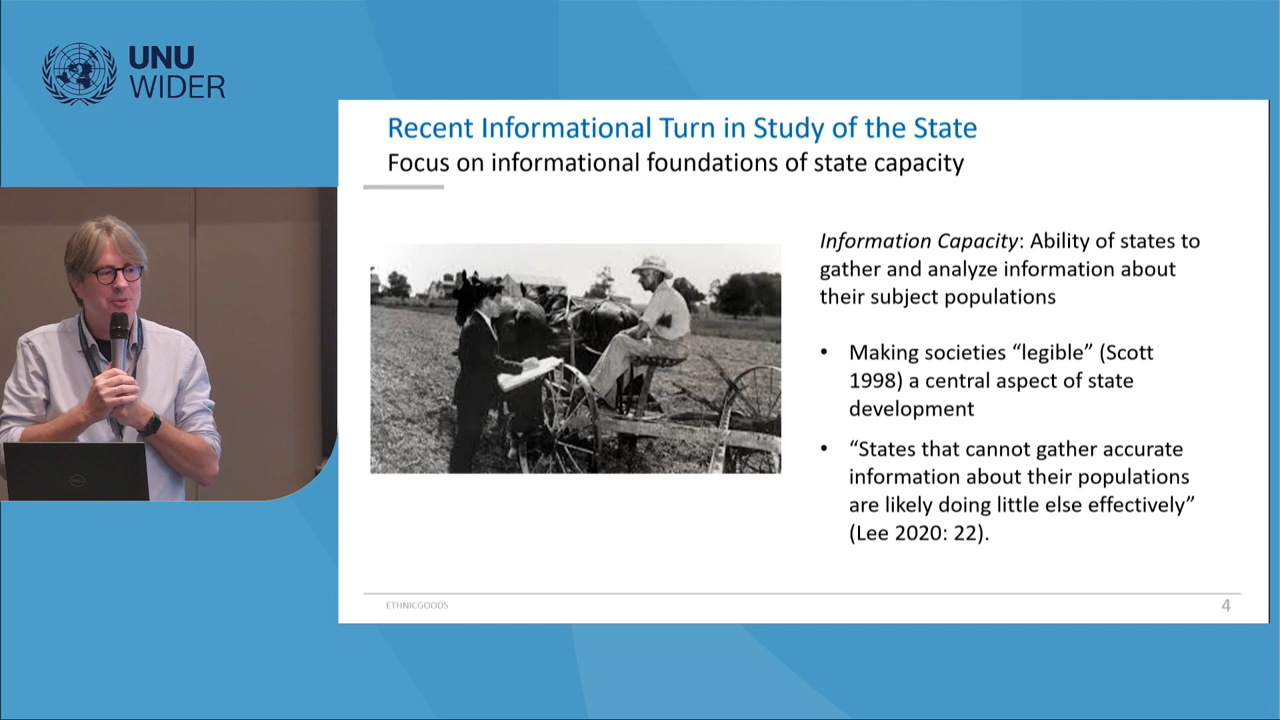 UNU
WIDER
Recent Informational Turn in Study of the State
Focus on informational foundations of state capacity
Information Capacity: Ability of states to
gather and analyze information about
their subject populations
• Making societies “legible” (Scott
1998) a central aspect of state
development
• “States that cannot gather accurate
information about their populations
are likely doing little else effectively”
(Lee 2020: 22).
ETHNICGOODS
4